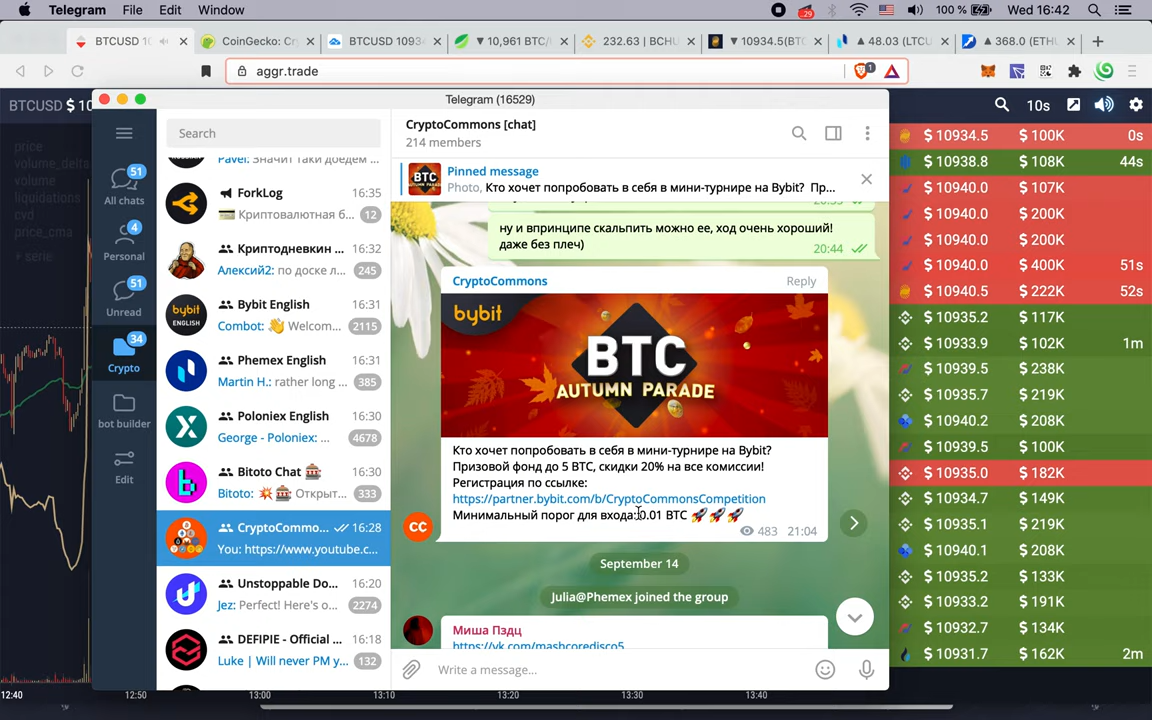 Telegram File Edit Window
29 100 % Wed 16:42
BTCUSD 10
CoinGecko: Cr
BTCUSD 1093
▼ 10,961 BTC/
232.63 | BCHU
▼ 10934.5(BTC
▲ 48.03 (LTCU
▲ 368.0 (ETHU
aggr.trade
1
BTCUSD $ 10
Telegram (16529)
10s
price
volume_delta
volume
liquidations
cvd
price_cma
+ serie
51
All chats
4
Personal
51
Unread
34
Crypto
bot builder
Edit
Search
Pavel: Значит таки доедем ...
ForkLog 16:35
Криптовалютная б... 12
Криптодневкин ... 16:32
Алексий2: по доске л... 245
Bybit English 16:31
Combot: 👋 Welcom... 2115
Phemex English 16:31
Martin H.: rather long ... 385
Poloniex English 16:30
George - Poloniex: ... 4678
Bitoto Chat 🎰 16:30
Bitoto: 💥 🎰 Открыт... 333
CryptoCommo... 16:28
You: https://www.youtube.c...
Unstoppable Do... 16:20
Jez: Perfect! Here's o... 2274
DEFIPIE - Official ... 16:18
Luke | Will never PM y... 132
CryptoCommons [chat]
214 members
Pinned message
Photo, Кто хочет попробовать в себя в мини-турнире на Bybit? Пр...
ну и впринципе скальпить можно ее, ход очень хороший!
даже без плеч)
20:44
CryptoCommons Reply
bybit
BTC
AUTUMN PARADE
Кто хочет попробовать в себя в мини-турнире на Bybit?
Призовой фонд до 5 BTC, скидки 20% на все комиссии!
Регистрация по ссылке:
https://partner.bybit.com/b/CryptoCommonsCompetition
Минимальный порог для входа: 0.01 BTC 🚀🚀🚀
483 21:04
CC
September 14
Julia@Phemex joined the group
Миша Пздц
https://vk.com/mashcoredisco5
Write a message...
$ 10934.5 $ 100K 0s
$ 10938.8 $ 108K 44s
$ 10940.0 $ 107K
$ 10940.0 $ 200K
$ 10940.0 $ 200K
$ 10940.0 $ 400K 51s
$ 10940.5 $ 222K 52s
$ 10935.2 $ 117K
$ 10933.9 $ 102K 1m
$ 10939.5 $ 238K
$ 10935.7 $ 219K
$ 10940.2 $ 208K
$ 10939.5 $ 100K
$ 10935.0 $ 182K
$ 10934.7 $ 149K
$ 10935.1 $ 219K
$ 10940.1 $ 208K
$ 10935.2 $ 133K
$ 10933.2 $ 191K
$ 10932.7 $ 134K
$ 10931.7 $ 162K 2m
12:40 12:50 13:00 13:10 13:20 13:30 13:40